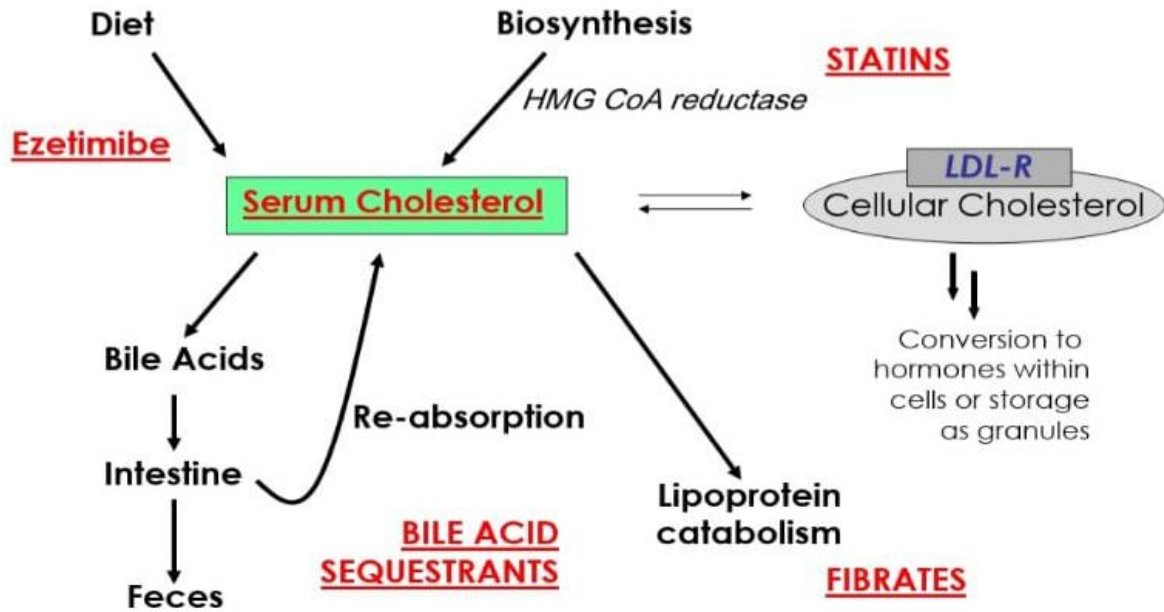 Diet
Biosynthesis
STATINS
HMG CoA reductase
Ezetimibe
LDL-R
Serum Cholesterol
Cellular Cholesterol
Bile Acids
Conversion to
hormones within
cells or storage
as granules
Re-absorption
Intestine
Lipoprotein
catabolism
BILE ACID
SEQUESTRANTS
FIBRATES
Feces